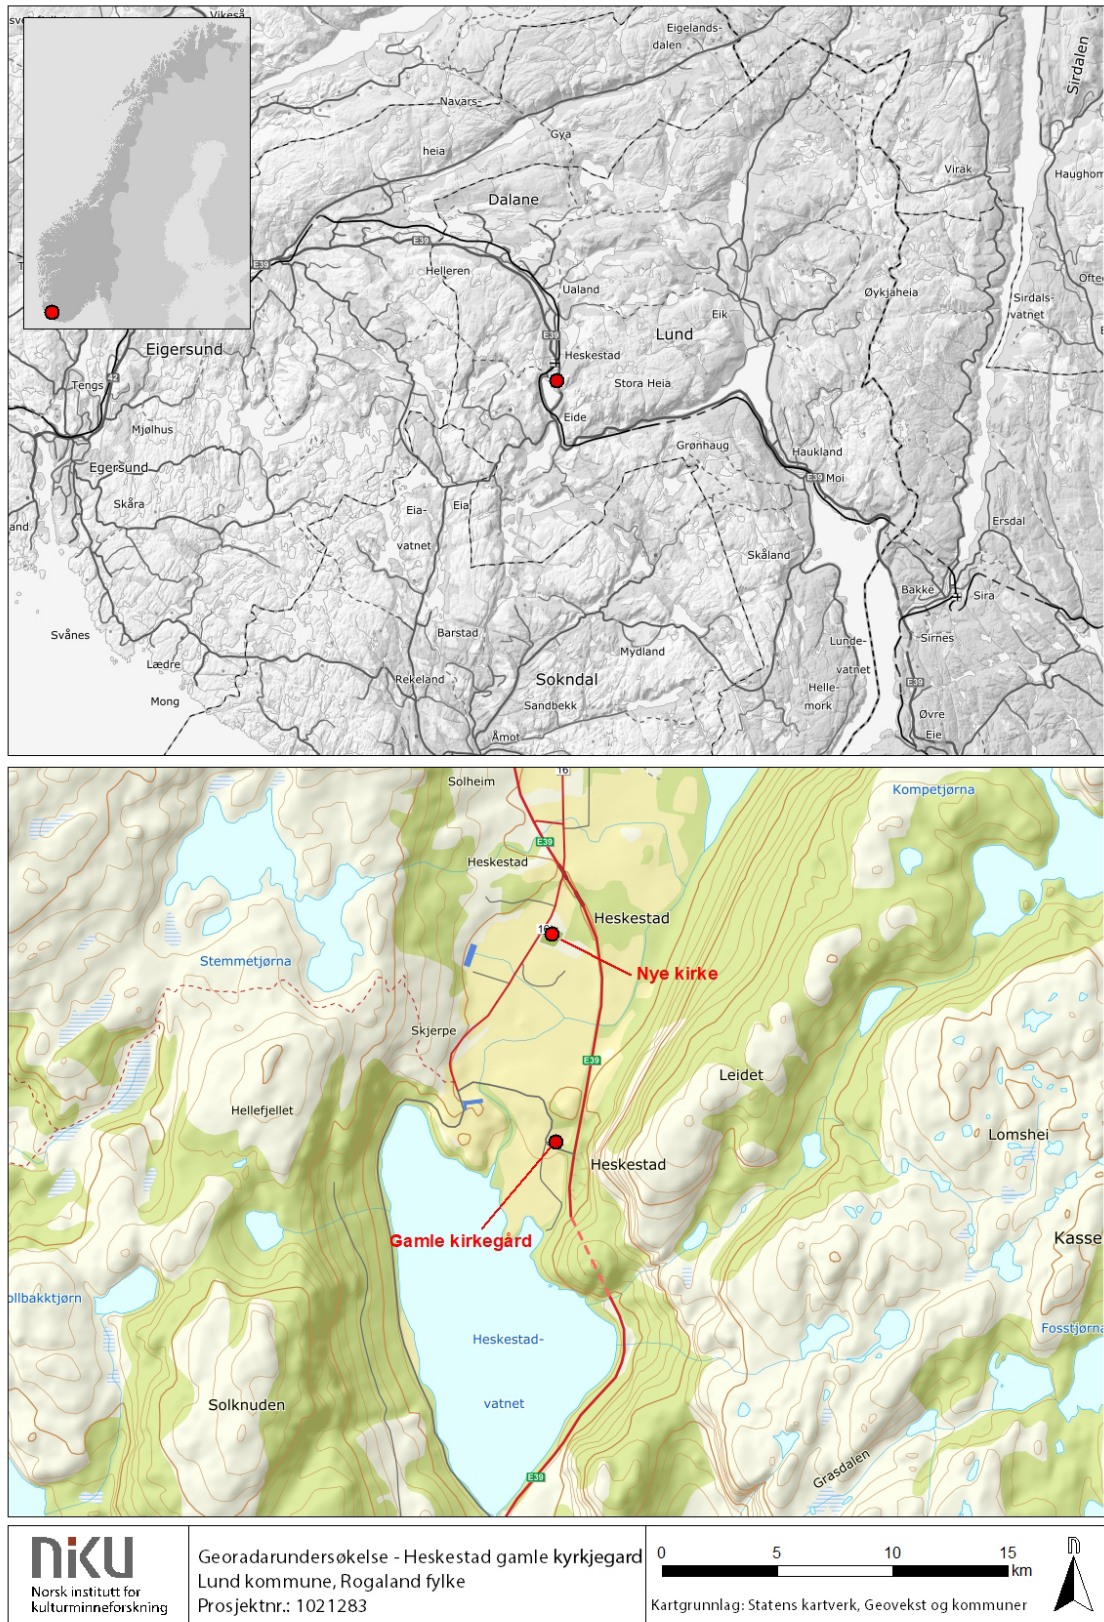 Vikeså
Eigelands-
dalen
Sirdalen
Navars-
heia
Gya
Virak
Haughom
Dalane
E39
E39
Helleren
Ualand
Øykjaheia
Sirdals-
vatnet
Eik
Lund
E39
Heskestad
Eigersund
Stora Heia
Tengs
42
Eide
Mjølhus
Grønhaug
Haukland
Egersund
E39
Moi
Skåra
Eia
Eia-
vatnet
Ersdal
Skåland
Bakke
Sira
Svånes
Barstad
Sirnes
Lunde-
vatnet
Mydland
Lædre
Rekeland
Sokndal
E39
Helle-
mork
Mong
Sandbekk
Øvre
Eie
Åmot
Solheim
16
Kompetjørna
E39
Heskestad
Heskestad
Stemmetjørna
Nye kirke
Skjerpe
E39
Leidet
Hellefjellet
Lomshei
Heskestad
Gamle kirkegård
Kasse
ollbakktjørn
Fosstjørna
Heskestad-
vatnet
Solknuden
Grasdalen
E39
niKU
Norsk institutt for
kulturminneforskning
Georadarundersøkelse - Heskestad gamle kyrkjegard
Lund kommune, Rogaland fylke
Prosjektnr.: 1021283
0 5 10 15
km
Kartgrunnlag: Statens kartverk, Geovekst og kommuner
n